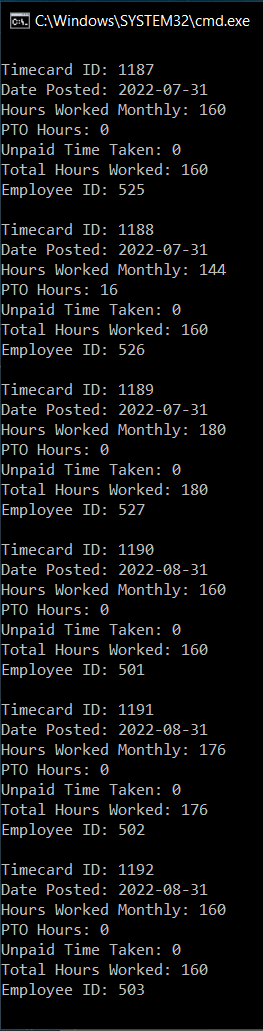 C:\Windows\SYSTEM32\cmd.exe
Timecard ID: 1187
Date Posted: 2022-07-31
Hours Worked Monthly: 160
PTO Hours: 0
Unpaid Time Taken: 0
Total Hours Worked: 160
Employee ID: 525
Timecard ID: 1188
Date Posted: 2022-07-31
Hours Worked Monthly: 144
PTO Hours: 16
Unpaid Time Taken: 0
Total Hours Worked: 160
Employee ID: 526
Timecard ID: 1189
Date Posted: 2022-07-31
Hours Worked Monthly: 180
PTO Hours: 0
Unpaid Time Taken: 0
Total Hours Worked: 180
Employee ID: 527
Timecard ID: 1190
Date Posted: 2022-08-31
Hours Worked Monthly: 160
PTO Hours: 0
Unpaid Time Taken: 0
Total Hours Worked: 160
Employee ID: 501
Timecard ID: 1191
Date Posted: 2022-08-31
Hours Worked Monthly: 176
PTO Hours: 0
Unpaid Time Taken: 0
Total Hours Worked: 176
Employee ID: 502
Timecard ID: 1192
Date Posted: 2022-08-31
Hours Worked Monthly: 160
PTO Hours: 0
Unpaid Time Taken: 0
Total Hours Worked: 160
Employee ID: 503